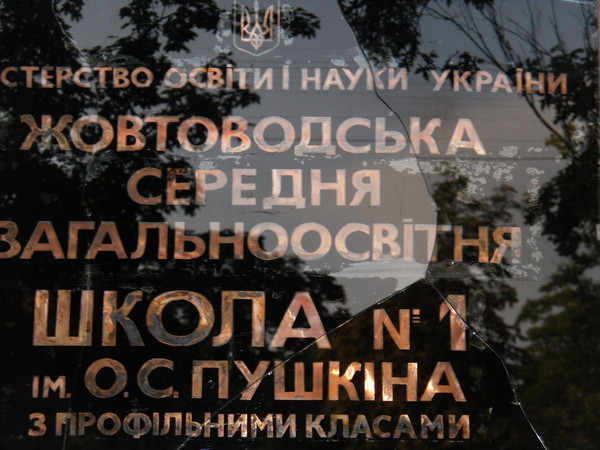 СТЕРСТВО ОСВІТИ І НАУКИ УКРАЇНИ
ЖОВТОВОДСЬКА
СЕРЕДНЯ
ЗАГАЛЬНООСВІТНЯ
ШКОЛА №1
ІМ. О.С. ПУШКІНА
З ПРОФІЛЬНИМИ КЛАСАМИ